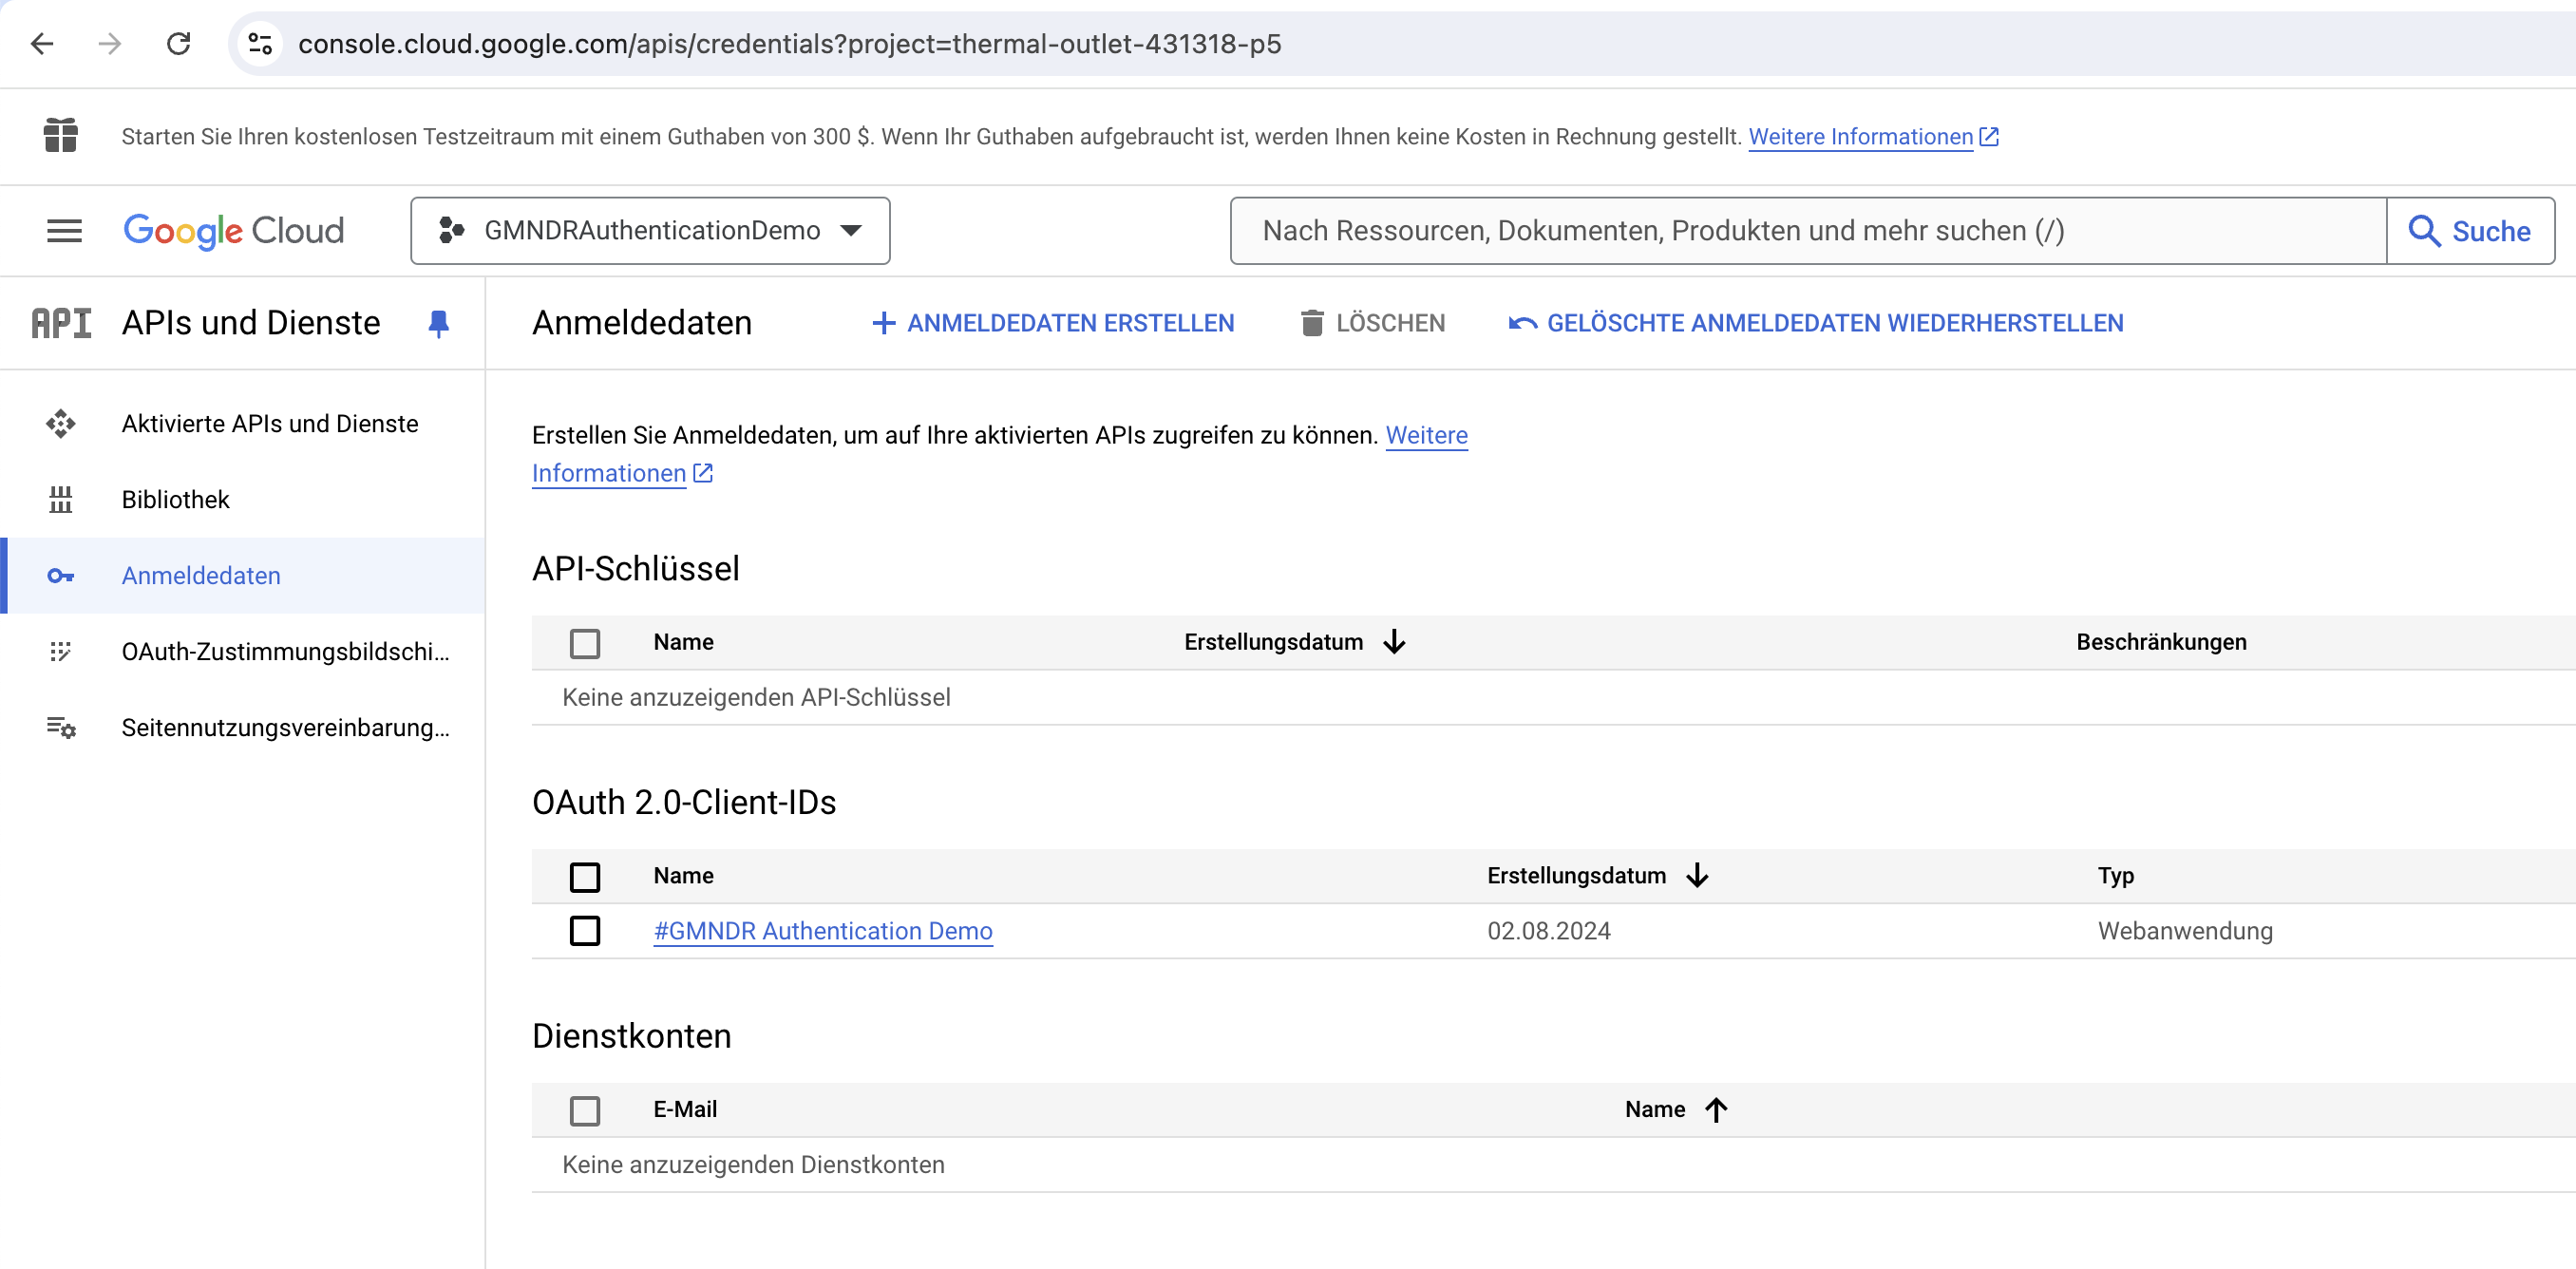 console.cloud.google.com/apis/credentials?project=thermal-outlet-431318-p5
Starten Sie Ihren kostenlosen Testzeitraum mit einem Guthaben von 300 $. Wenn Ihr Guthaben aufgebraucht ist, werden Ihnen keine Kosten in Rechnung gestellt. Weitere Informationen
Google Cloud
GMNDRAuthenticationDemo
Nach Ressourcen, Dokumenten, Produkten und mehr suchen (/)
Suche
API
APIs und Dienste
Anmeldedaten
ANMELDEDATEN ERSTELLEN
LÖSCHEN
GELÖSCHTE ANMELDEDATEN WIEDERHERSTELLEN
Aktivierte APIs und Dienste
Bibliothek
Anmeldedaten
OAuth-Zustimmungsbildschi...
Seitennutzungsvereinbarung...
Erstellen Sie Anmeldedaten, um auf Ihre aktivierten APIs zugreifen zu können. Weitere
Informationen
API-Schlüssel
Name Erstellungsdatum Beschränkungen
Keine anzuzeigenden API-Schlüssel
OAuth 2.0-Client-IDs
Name Erstellungsdatum Typ
#GMNDR Authentication Demo 02.08.2024 Webanwendung
Dienstkonten
E-Mail Name
Keine anzuzeigenden Dienstkonten